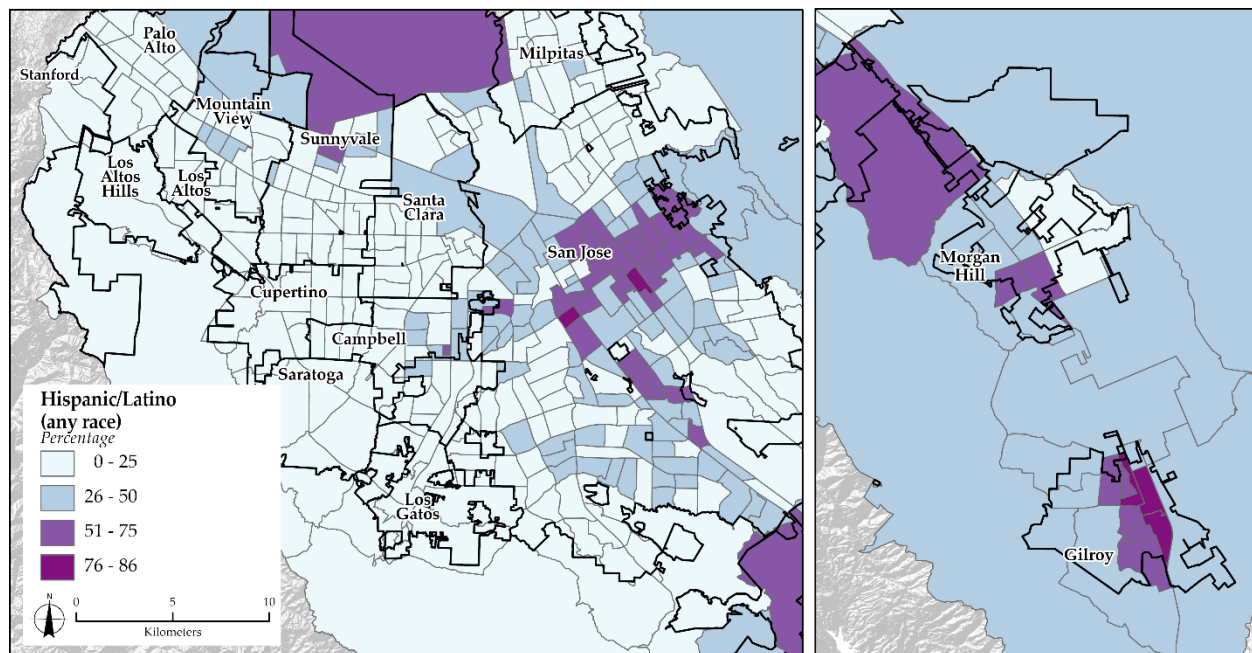 Palo
Alto
Stanford
Milpitas
Mountain
View
Sunnyvale
Los
Altos
Hills
Los
Altos
Santa
Clara
San Jose
Cupertino
Campbell
Saratoga
Los
Gatos
Hispanic/Latino
(any race)
Percentage
0 - 25
26 - 50
51 - 75
76 - 86
N
0 5 10
Kilometers
Morgan
Hill
Gilroy